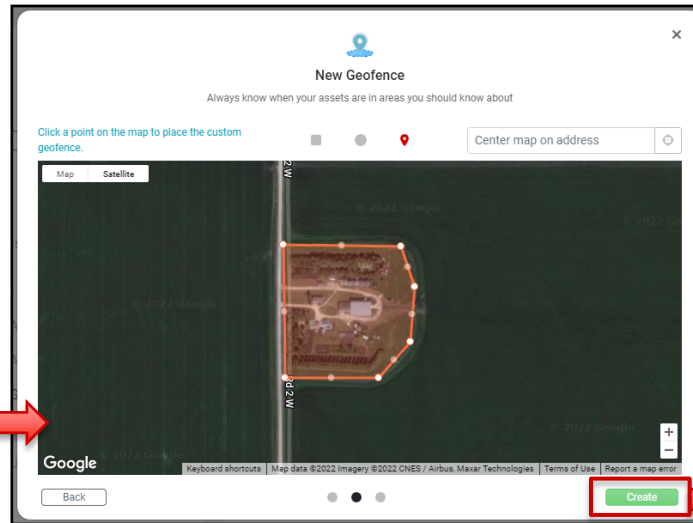 ×
New Geofence
Always know when your assets are in areas you should know about
Click a point on the map to place the custom
geofence.
Center map on address
Map Satellite
2 W
© 2022 Google
© 2022 Google
Rd 2 W
© 2022 Google
+
−
© 2022 Google
Google
Keyboard shortcuts Map data ©2022 Imagery ©2022 CNES / Airbus, Maxar Technologies Terms of Use Report a map error
Back
Create